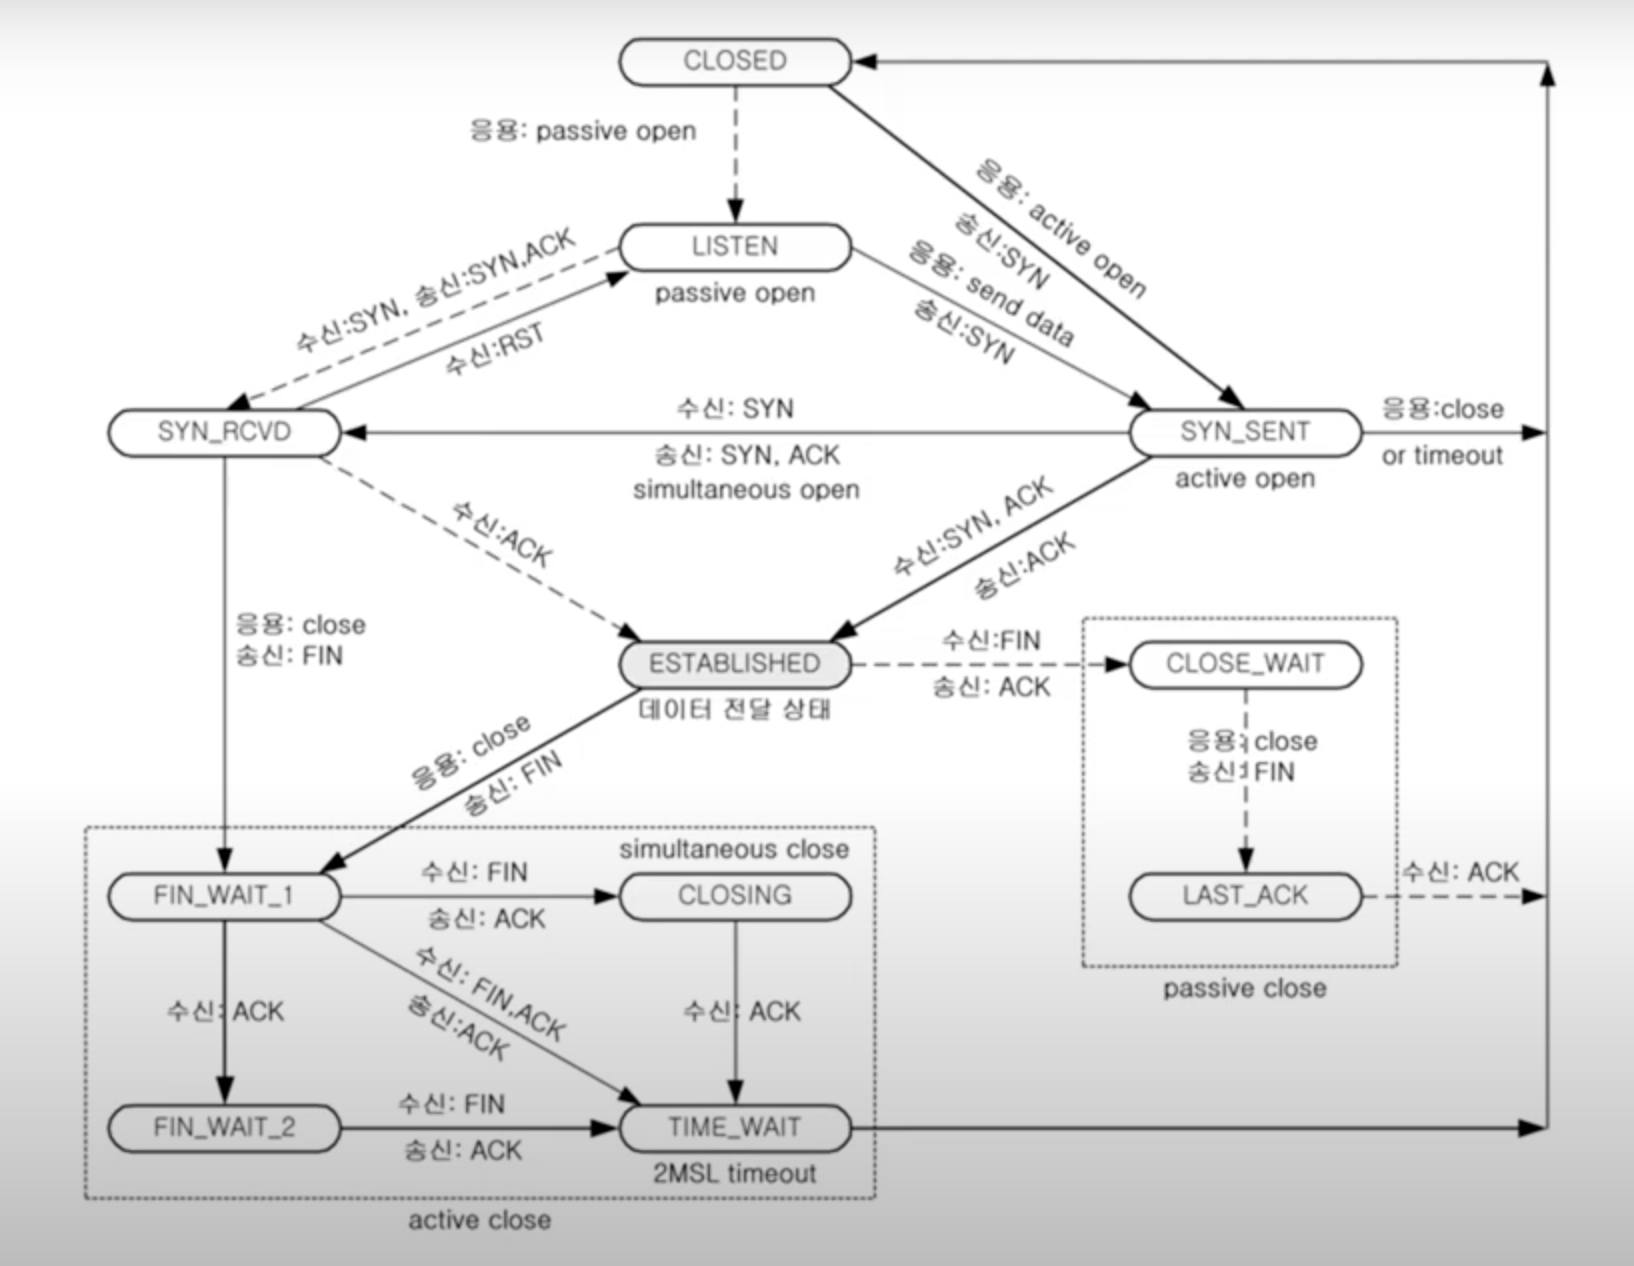 CLOSED
응용: passive open
응용: active open
송신:SYN
LISTEN
passive open
응용: send data
송신:SYN
수신:SYN, 송신:SYN,ACK
수신:RST
SYN_RCVD
수신: SYN
송신: SYN, ACK
simultaneous open
SYN_SENT
active open
응용:close
or timeout
수신:ACK
수신:SYN, ACK
송신:ACK
응용: close
송신: FIN
ESTABLISHED
데이터 전달 상태
수신:FIN
송신: ACK
CLOSE_WAIT
응용: close
송신: FIN
응용: close
송신: FIN
simultaneous close
FIN_WAIT_1
수신: FIN
송신: ACK
CLOSING
LAST_ACK
수신: ACK
passive close
수신: ACK
수신: FIN,ACK
송신:ACK
수신: ACK
FIN_WAIT_2
수신: FIN
송신: ACK
TIME_WAIT
2MSL timeout
active close